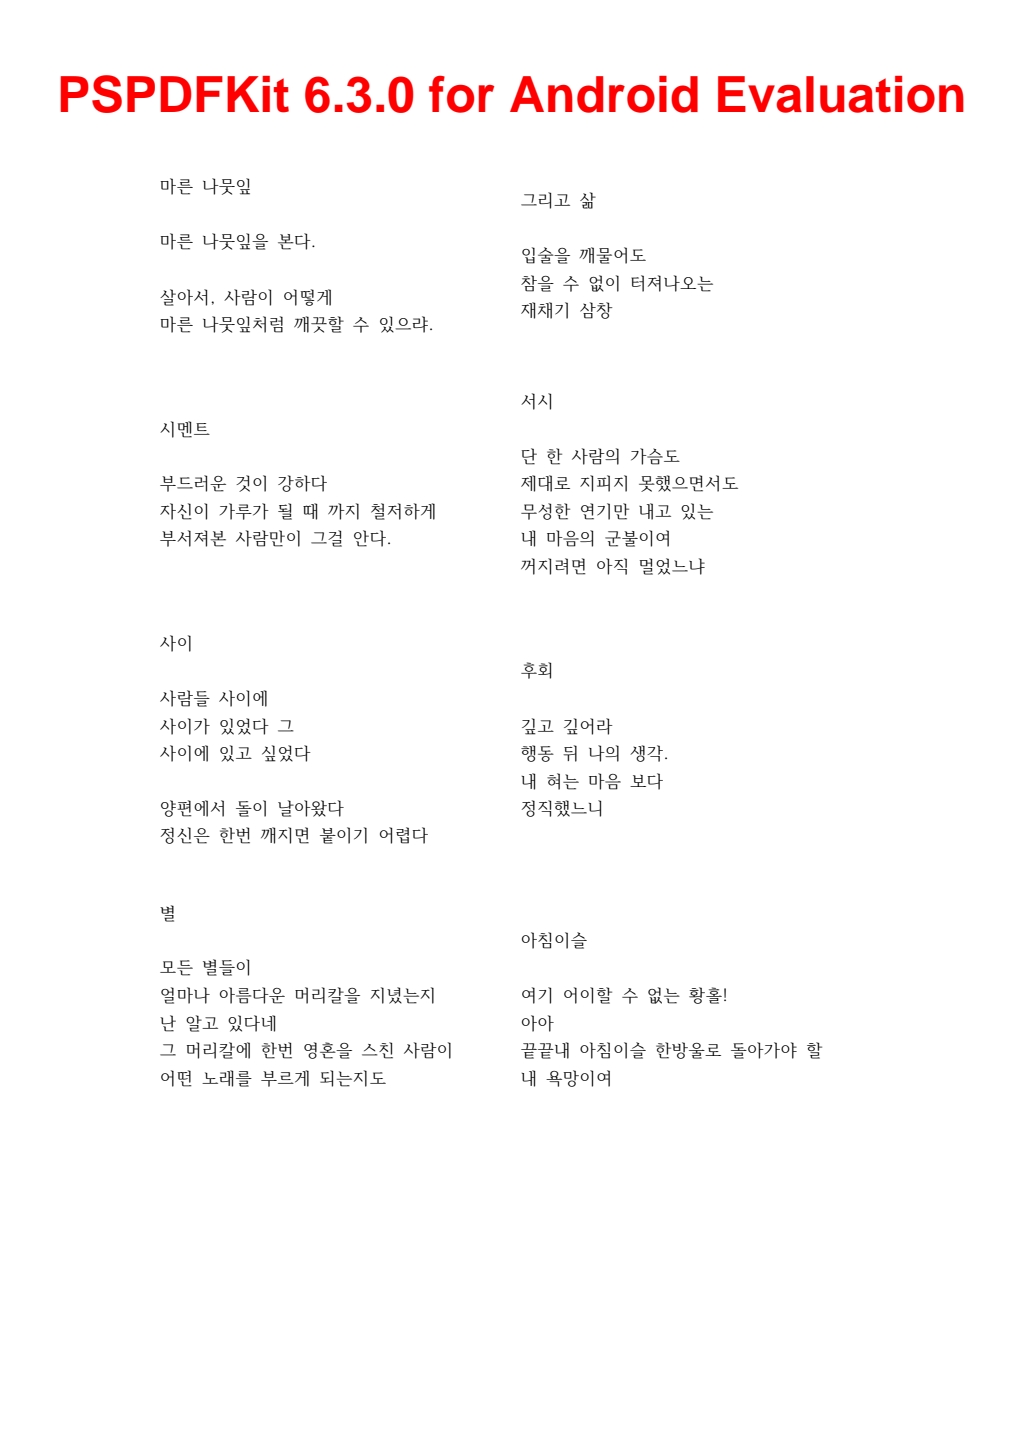 PSPDFKit 6.3.0 for Android Evaluation
마른 나뭇잎
마른 나뭇잎을 본다.
살아서, 사람이 어떻게
마른 나뭇잎처럼 깨끗할 수 있으랴.
시멘트
부드러운 것이 강하다
자신이 가루가 될 때 까지 철저하게
부서져본 사람만이 그걸 안다.
사이
사람들 사이에
사이가 있었다 그
사이에 있고 싶었다
양편에서 돌이 날아왔다
정신은 한번 깨지면 붙이기 어렵다
별
모든 별들이
얼마나 아름다운 머리칼을 지녔는지
난 알고 있다네
그 머리칼에 한번 영혼을 스친 사람이
어떤 노래를 부르게 되는지도
그리고 삶
입술을 깨물어도
참을 수 없이 터져나오는
재채기 삼창
서시
단 한 사람의 가슴도
제대로 지피지 못했으면서도
무성한 연기만 내고 있는
내 마음의 군불이여
꺼지려면 아직 멀었느냐
후회
깊고 깊어라
행동 뒤 나의 생각.
내 혀는 마음 보다
정직했느니
아침이슬
여기 어이할 수 없는 황홀!
아아
끝끝내 아침이슬 한방울로 돌아가야 할
내 욕망이여